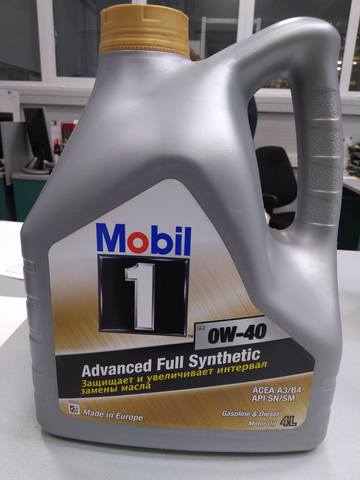 Mobil
1
0W-40
Advanced Full Synthetic
Защищает и увеличивает интервал
замены масла
ACEA A3/B4
API SN/SM
Made in Europe
Gasoline & Diesel
Motor Oil 4L